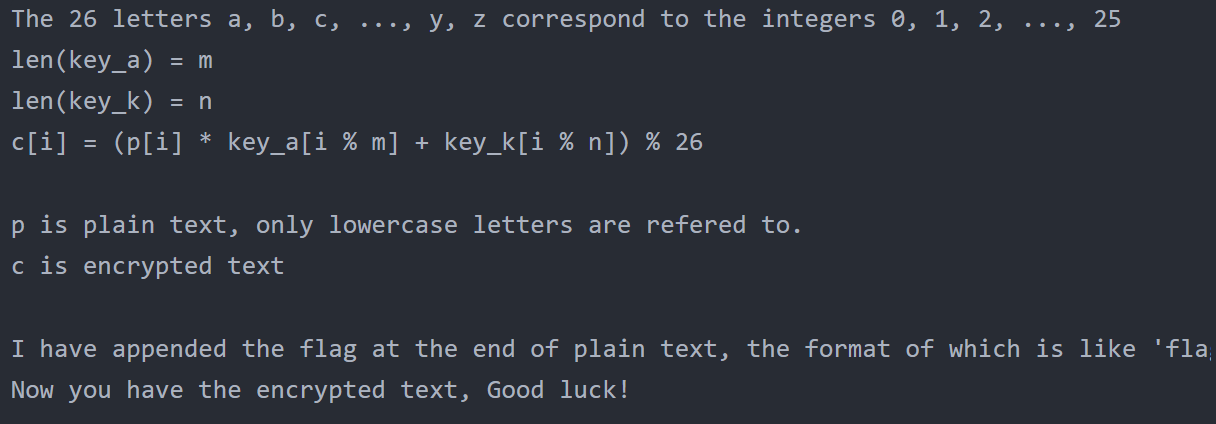 The 26 letters a, b, c, ..., y, z correspond to the integers 0, 1, 2, ..., 25
len(key_a) = m
len(key_k) = n
c[i] = (p[i] * key_a[i % m] + key_k[i % n]) % 26
p is plain text, only lowercase letters are refered to.
c is encrypted text
I have appended the flag at the end of plain text, the format of which is like
Now you have the encrypted text, Good luck!